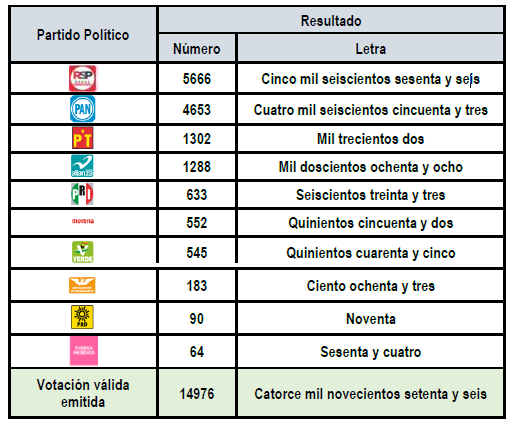 Partido Político Resultado
Número Letra
RSP 5666 Cinco mil seiscientos sesenta y seis
PAN 4653 Cuatro mil seiscientos cincuenta y tres
PT 1302 Mil trecientos dos
alianza 1288 Mil doscientos ochenta y ocho
PRI 633 Seiscientos treinta y tres
morena 552 Quinientos cincuenta y dos
VERDE 545 Quinientos cuarenta y cinco
183 Ciento ochenta y tres
PRD 90 Noventa
64 Sesenta y cuatro
Votación válida
emitida 14976 Catorce mil novecientos setenta y seis